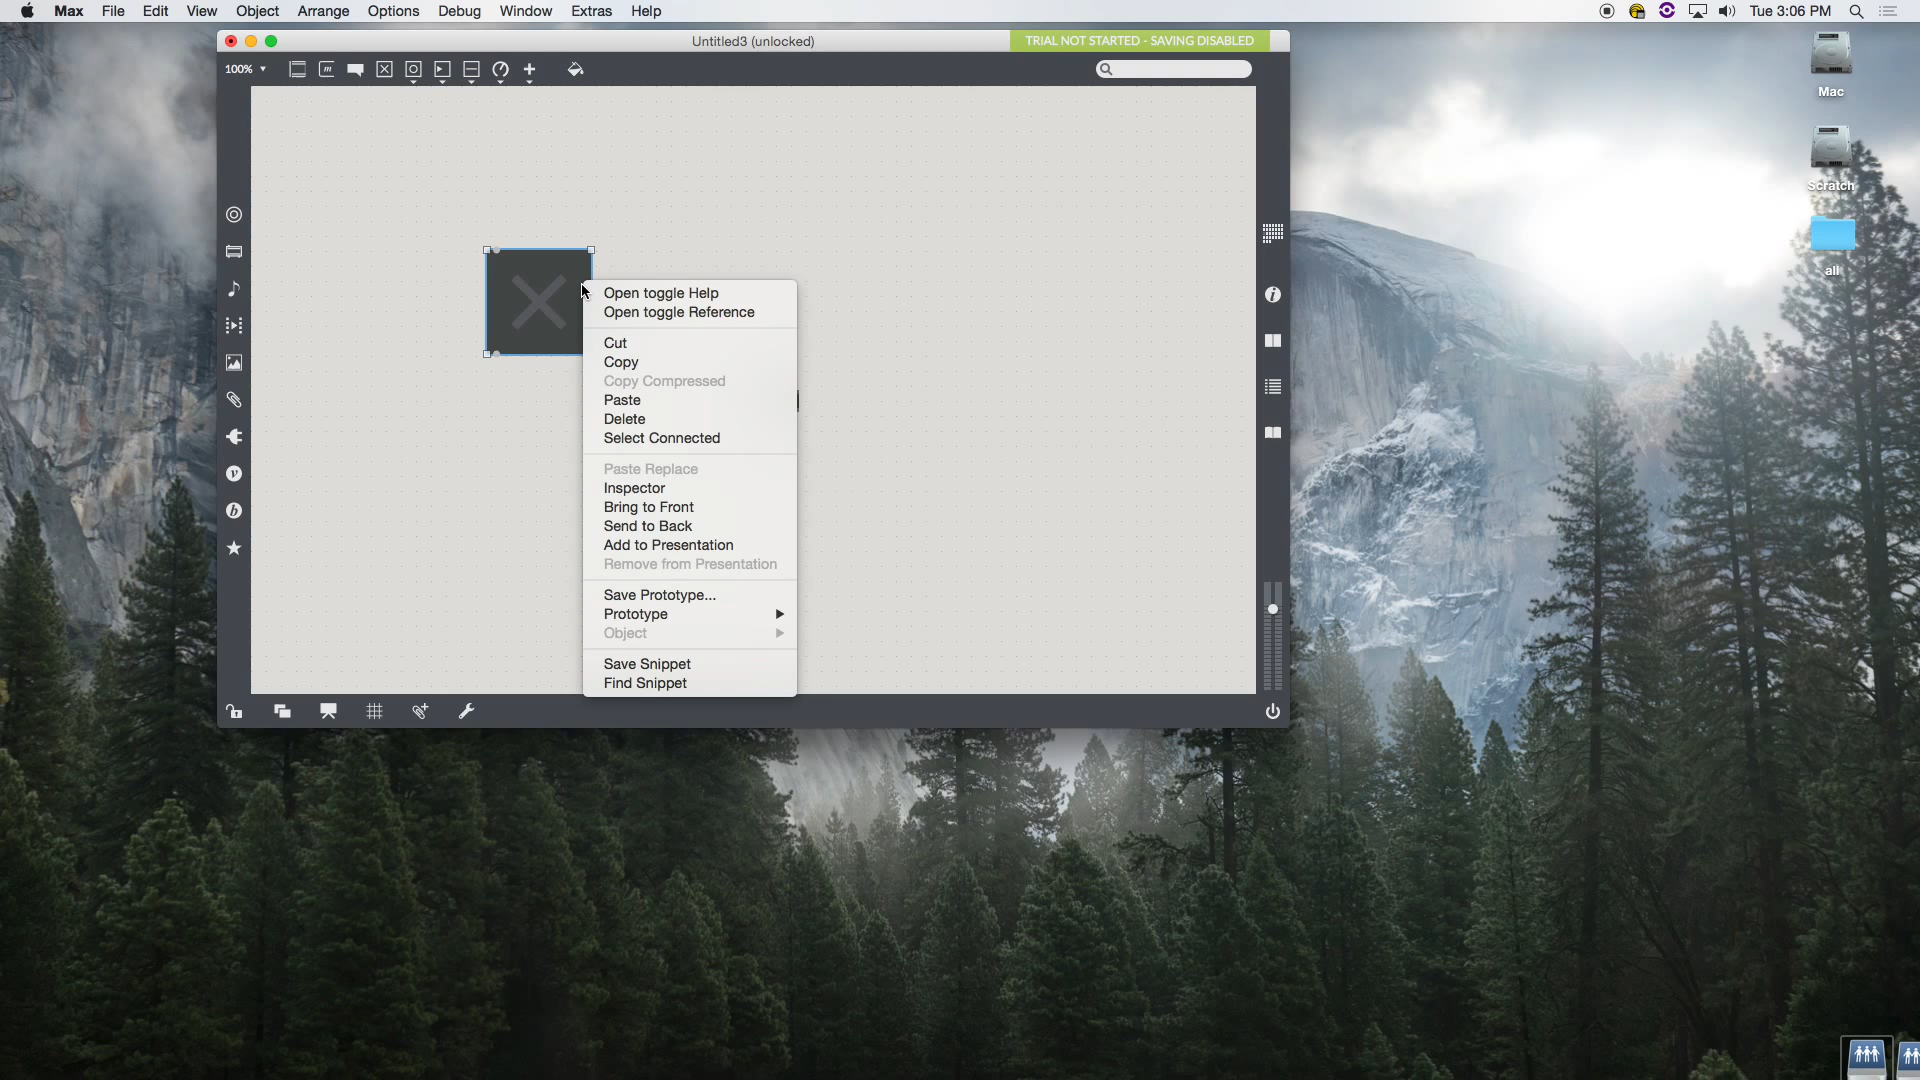 Max File Edit View Object Arrange Options Debug Window Extras Help Tue 3:06 PM
Untitled3 (unlocked) TRIAL NOT STARTED - SAVING DISABLED
100%
Mac
Scratch
all
Open toggle Help
Open toggle Reference
Cut
Copy
Copy Compressed
Paste
Delete
Select Connected
Paste Replace
Inspector
Bring to Front
Send to Back
Add to Presentation
Remove from Presentation
Save Prototype...
Prototype
Object
Save Snippet
Find Snippet